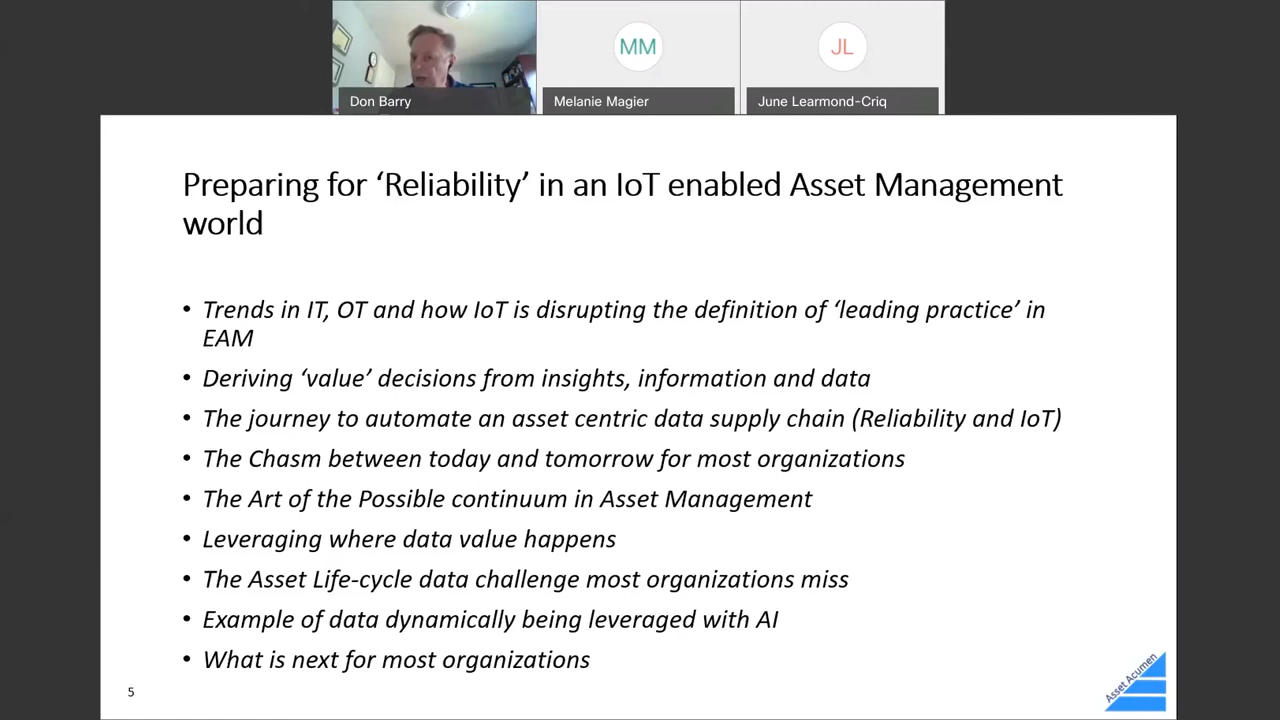 MM
JL
Don Barry
Melanie Magier
June Learmond-Criq
Preparing for ‘Reliability’ in an IoT enabled Asset Management
world
• Trends in IT, OT and how IoT is disrupting the definition of ‘leading practice’ in
EAM
• Deriving ‘value’ decisions from insights, information and data
• The journey to automate an asset centric data supply chain (Reliability and IoT)
• The Chasm between today and tomorrow for most organizations
• The Art of the Possible continuum in Asset Management
• Leveraging where data value happens
• The Asset Life-cycle data challenge most organizations miss
• Example of data dynamically being leveraged with AI
• What is next for most organizations
5
Asset Acumen